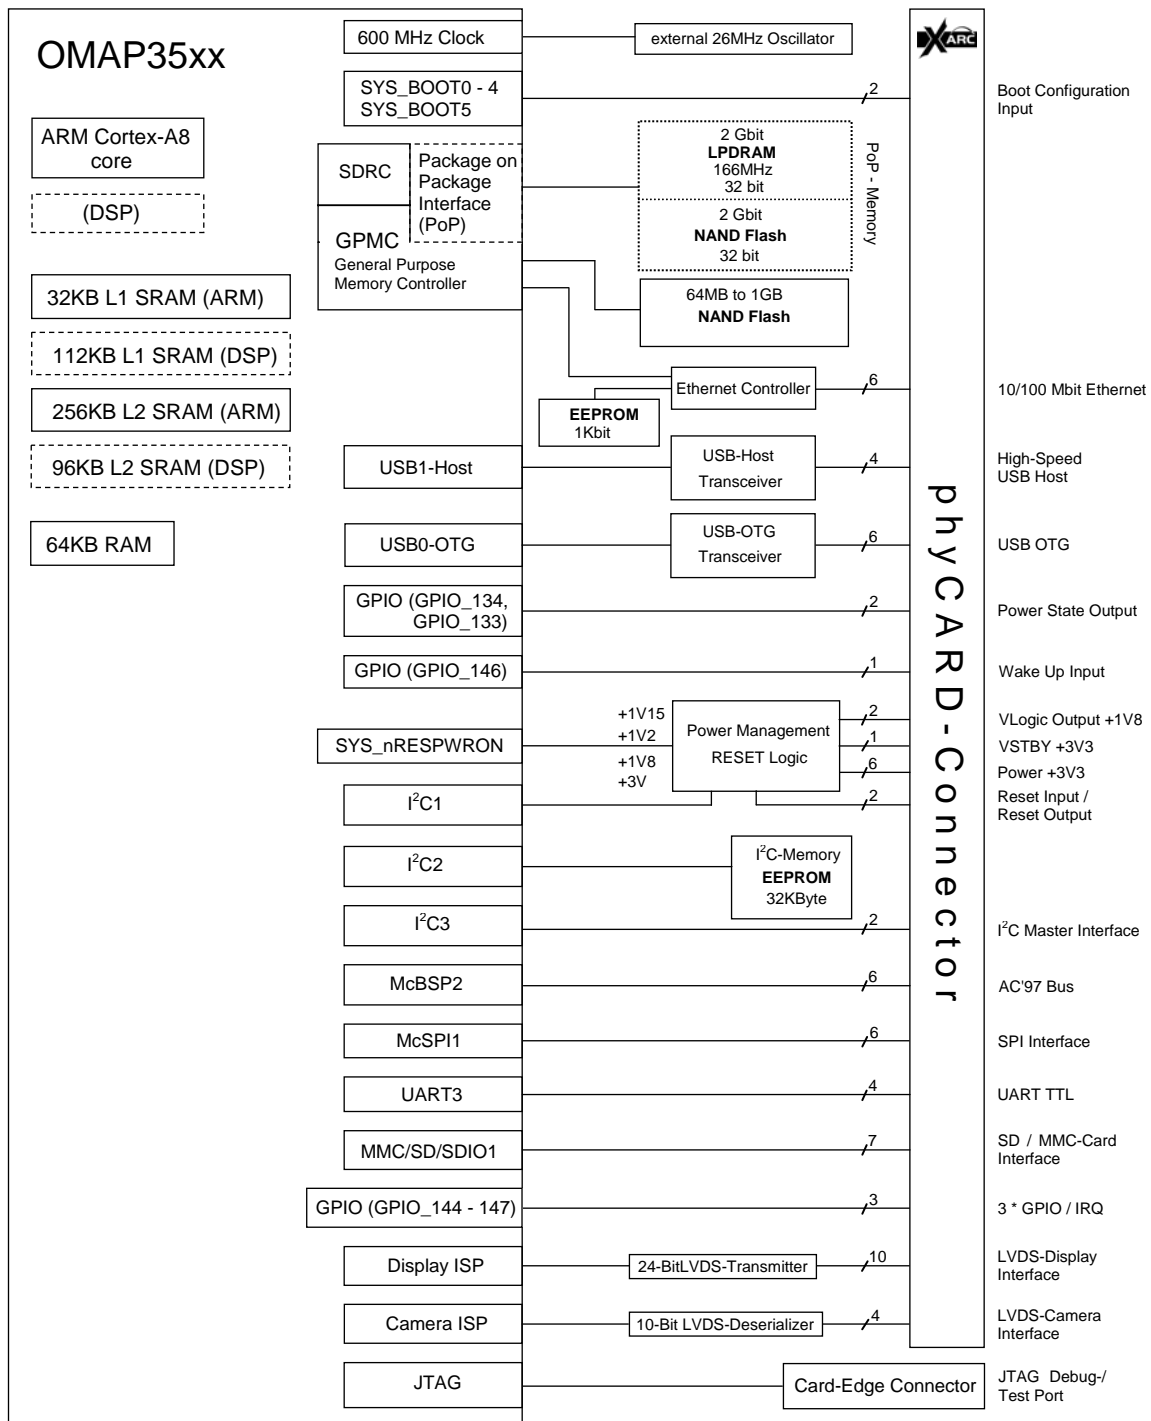 OMAP35xx
ARM Cortex-A8
core
(DSP)
32KB L1 SRAM (ARM)
112KB L1 SRAM (DSP)
256KB L2 SRAM (ARM)
96KB L2 SRAM (DSP)
64KB RAM
600 MHz Clock
external 26MHz Oscillator
XARC
SYS_BOOT0 - 4
SYS_BOOT5
2
Boot Configuration
Input
SDRC
Package on
Package
Interface
(PoP)
GPMC
General Purpose
Memory Controller
2 Gbit
LPDRAM
166MHz
32 bit
2 Gbit
NAND Flash
32 bit
PoP - Memory
64MB to 1GB
NAND Flash
Ethernet Controller
6
10/100 Mbit Ethernet
EEPROM
1Kbit
USB1-Host
USB-Host
Transceiver
4
High-Speed
USB Host
USB0-OTG
USB-OTG
Transceiver
6
USB OTG
GPIO (GPIO_134,
GPIO_133)
2
Power State Output
GPIO (GPIO_146)
1
Wake Up Input
SYS_nRESPWRON
+1V15
+1V2
+1V8
+3V
Power Management
RESET Logic
2
VLogic Output +1V8
1
VSTBY +3V3
6
Power +3V3
2
Reset Input /
Reset Output
I²C1
I²C2
I²C-Memory
EEPROM
32KByte
I²C3
2
I²C Master Interface
McBSP2
6
AC'97 Bus
McSPI1
6
SPI Interface
UART3
4
UART TTL
MMC/SD/SDIO1
7
SD / MMC-Card
Interface
GPIO (GPIO_144 - 147)
3
3 * GPIO / IRQ
Display ISP
24-BitLVDS-Transmitter
10
LVDS-Display
Interface
Camera ISP
10-Bit LVDS-Deserializer
4
LVDS-Camera
Interface
JTAG
Card-Edge Connector
JTAG Debug-/
Test Port
phyCARD-Connector